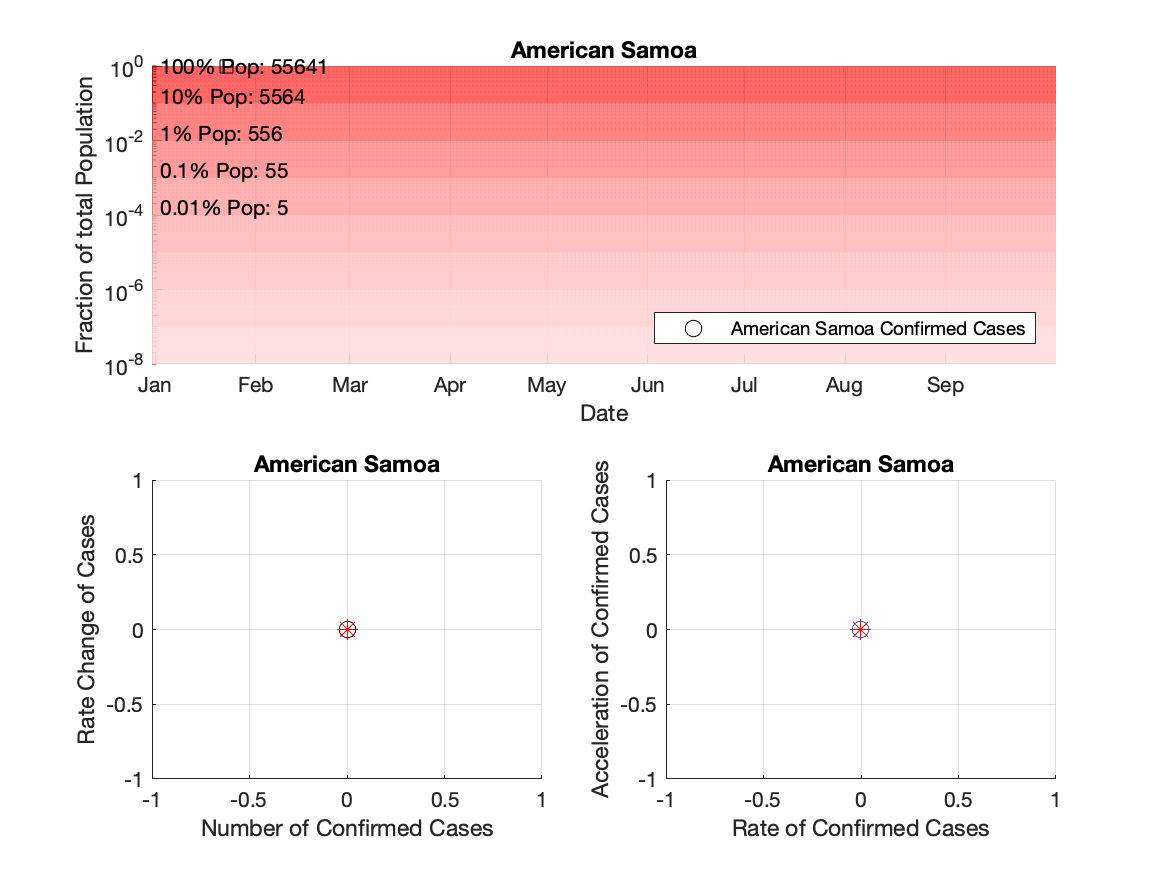 American Samoa
Fraction of total Population
10^0
10^-2
10^-4
10^-6
10^-8
100% Pop: 55641
10% Pop: 5564
1% Pop: 556
0.1% Pop: 55
0.01% Pop: 5
American Samoa Confirmed Cases
Jan Feb Mar Apr May Jun Jul Aug Sep
Date
American Samoa
Rate Change of Cases
1
0.5
0
-0.5
-1
-1 -0.5 0 0.5 1
Number of Confirmed Cases
American Samoa
Acceleration of Confirmed Cases
1
0.5
0
-0.5
-1
-1 -0.5 0 0.5 1
Rate of Confirmed Cases